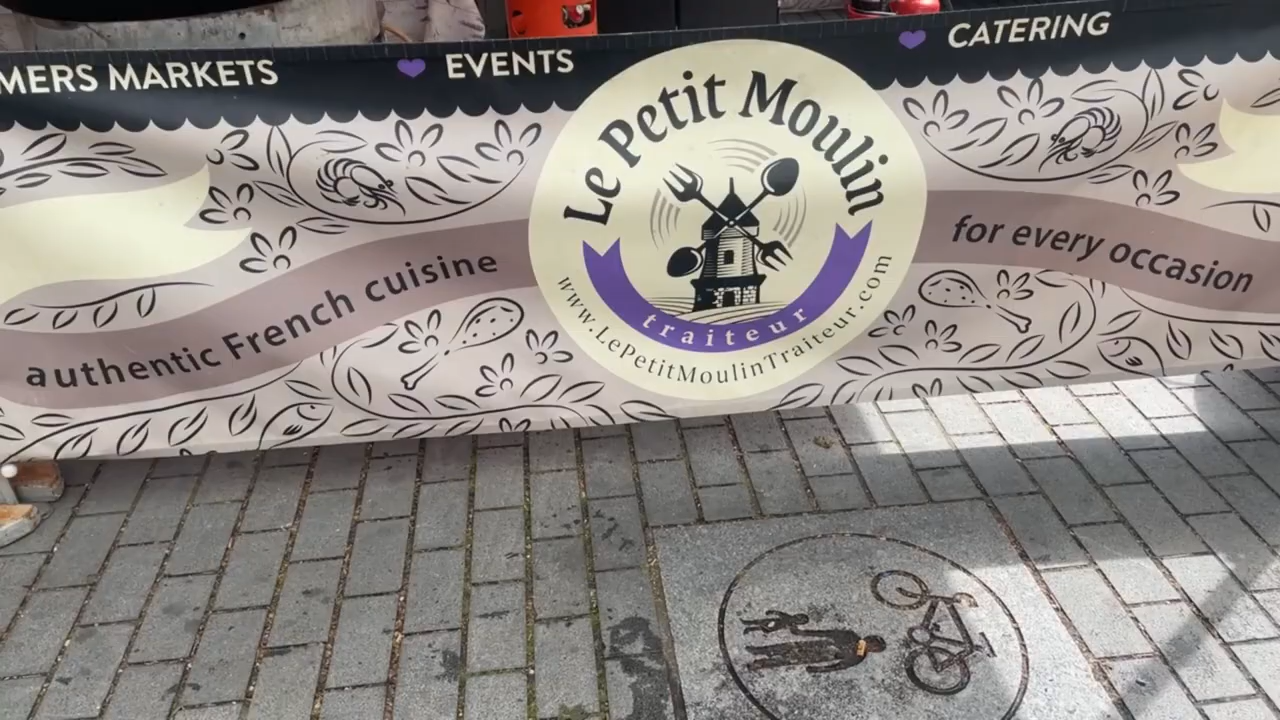 MERS MARKETS
EVENTS
CATERING
Le Petit Moulin
traiteur
www.LePetitMoulinTraiteur.com
authentic French cuisine
for every occasion